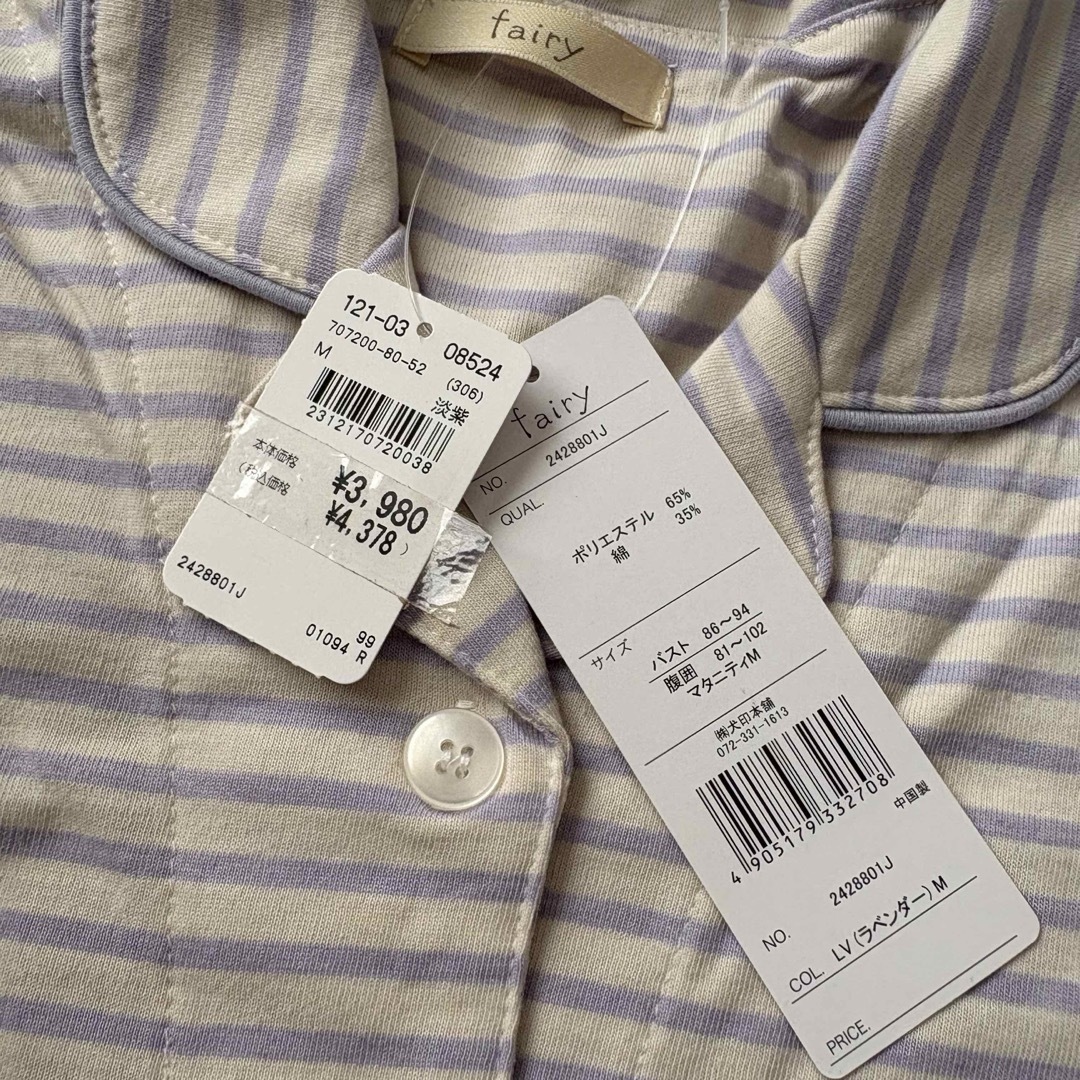 fairy
121-03 08524
707200-80-52 (306)
M 淡紫
2312170720038
本体価格 ¥3,980
(税込価格 ¥4,378)
2428801J
01094 99
R
fairy
NO. 2428801J
QUAL.
ポリエステル 65%
綿 35%
サイズ
バスト 86～94
腹囲 81～102
マタニティM
㈱犬印本舗
072-331-1613
4 905179 332708
中国製
NO. 2428801J
COL. LV(ラベンダー)M
PRICE.